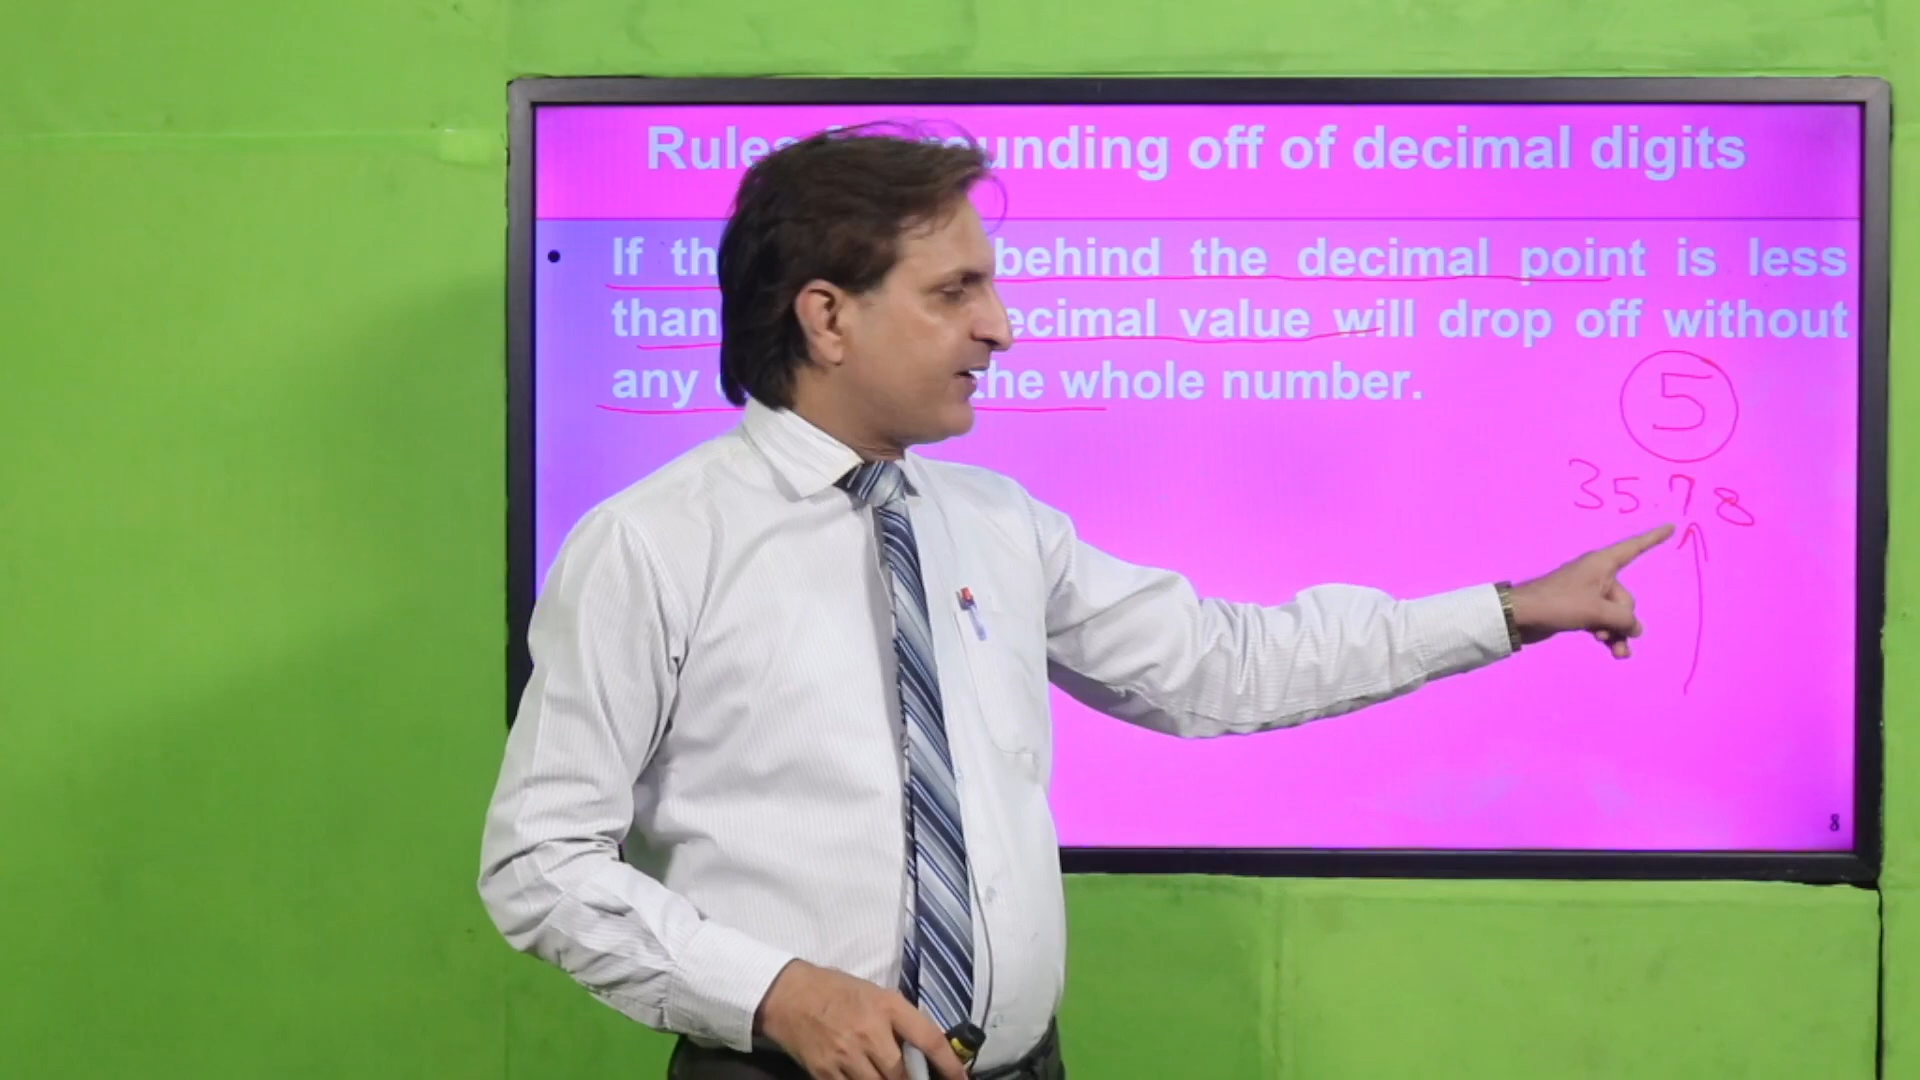 Rules unding off of decimal digits
• If th behind the decimal point is less
than ecimal value will drop off without
any the whole number.
5
35.78
8